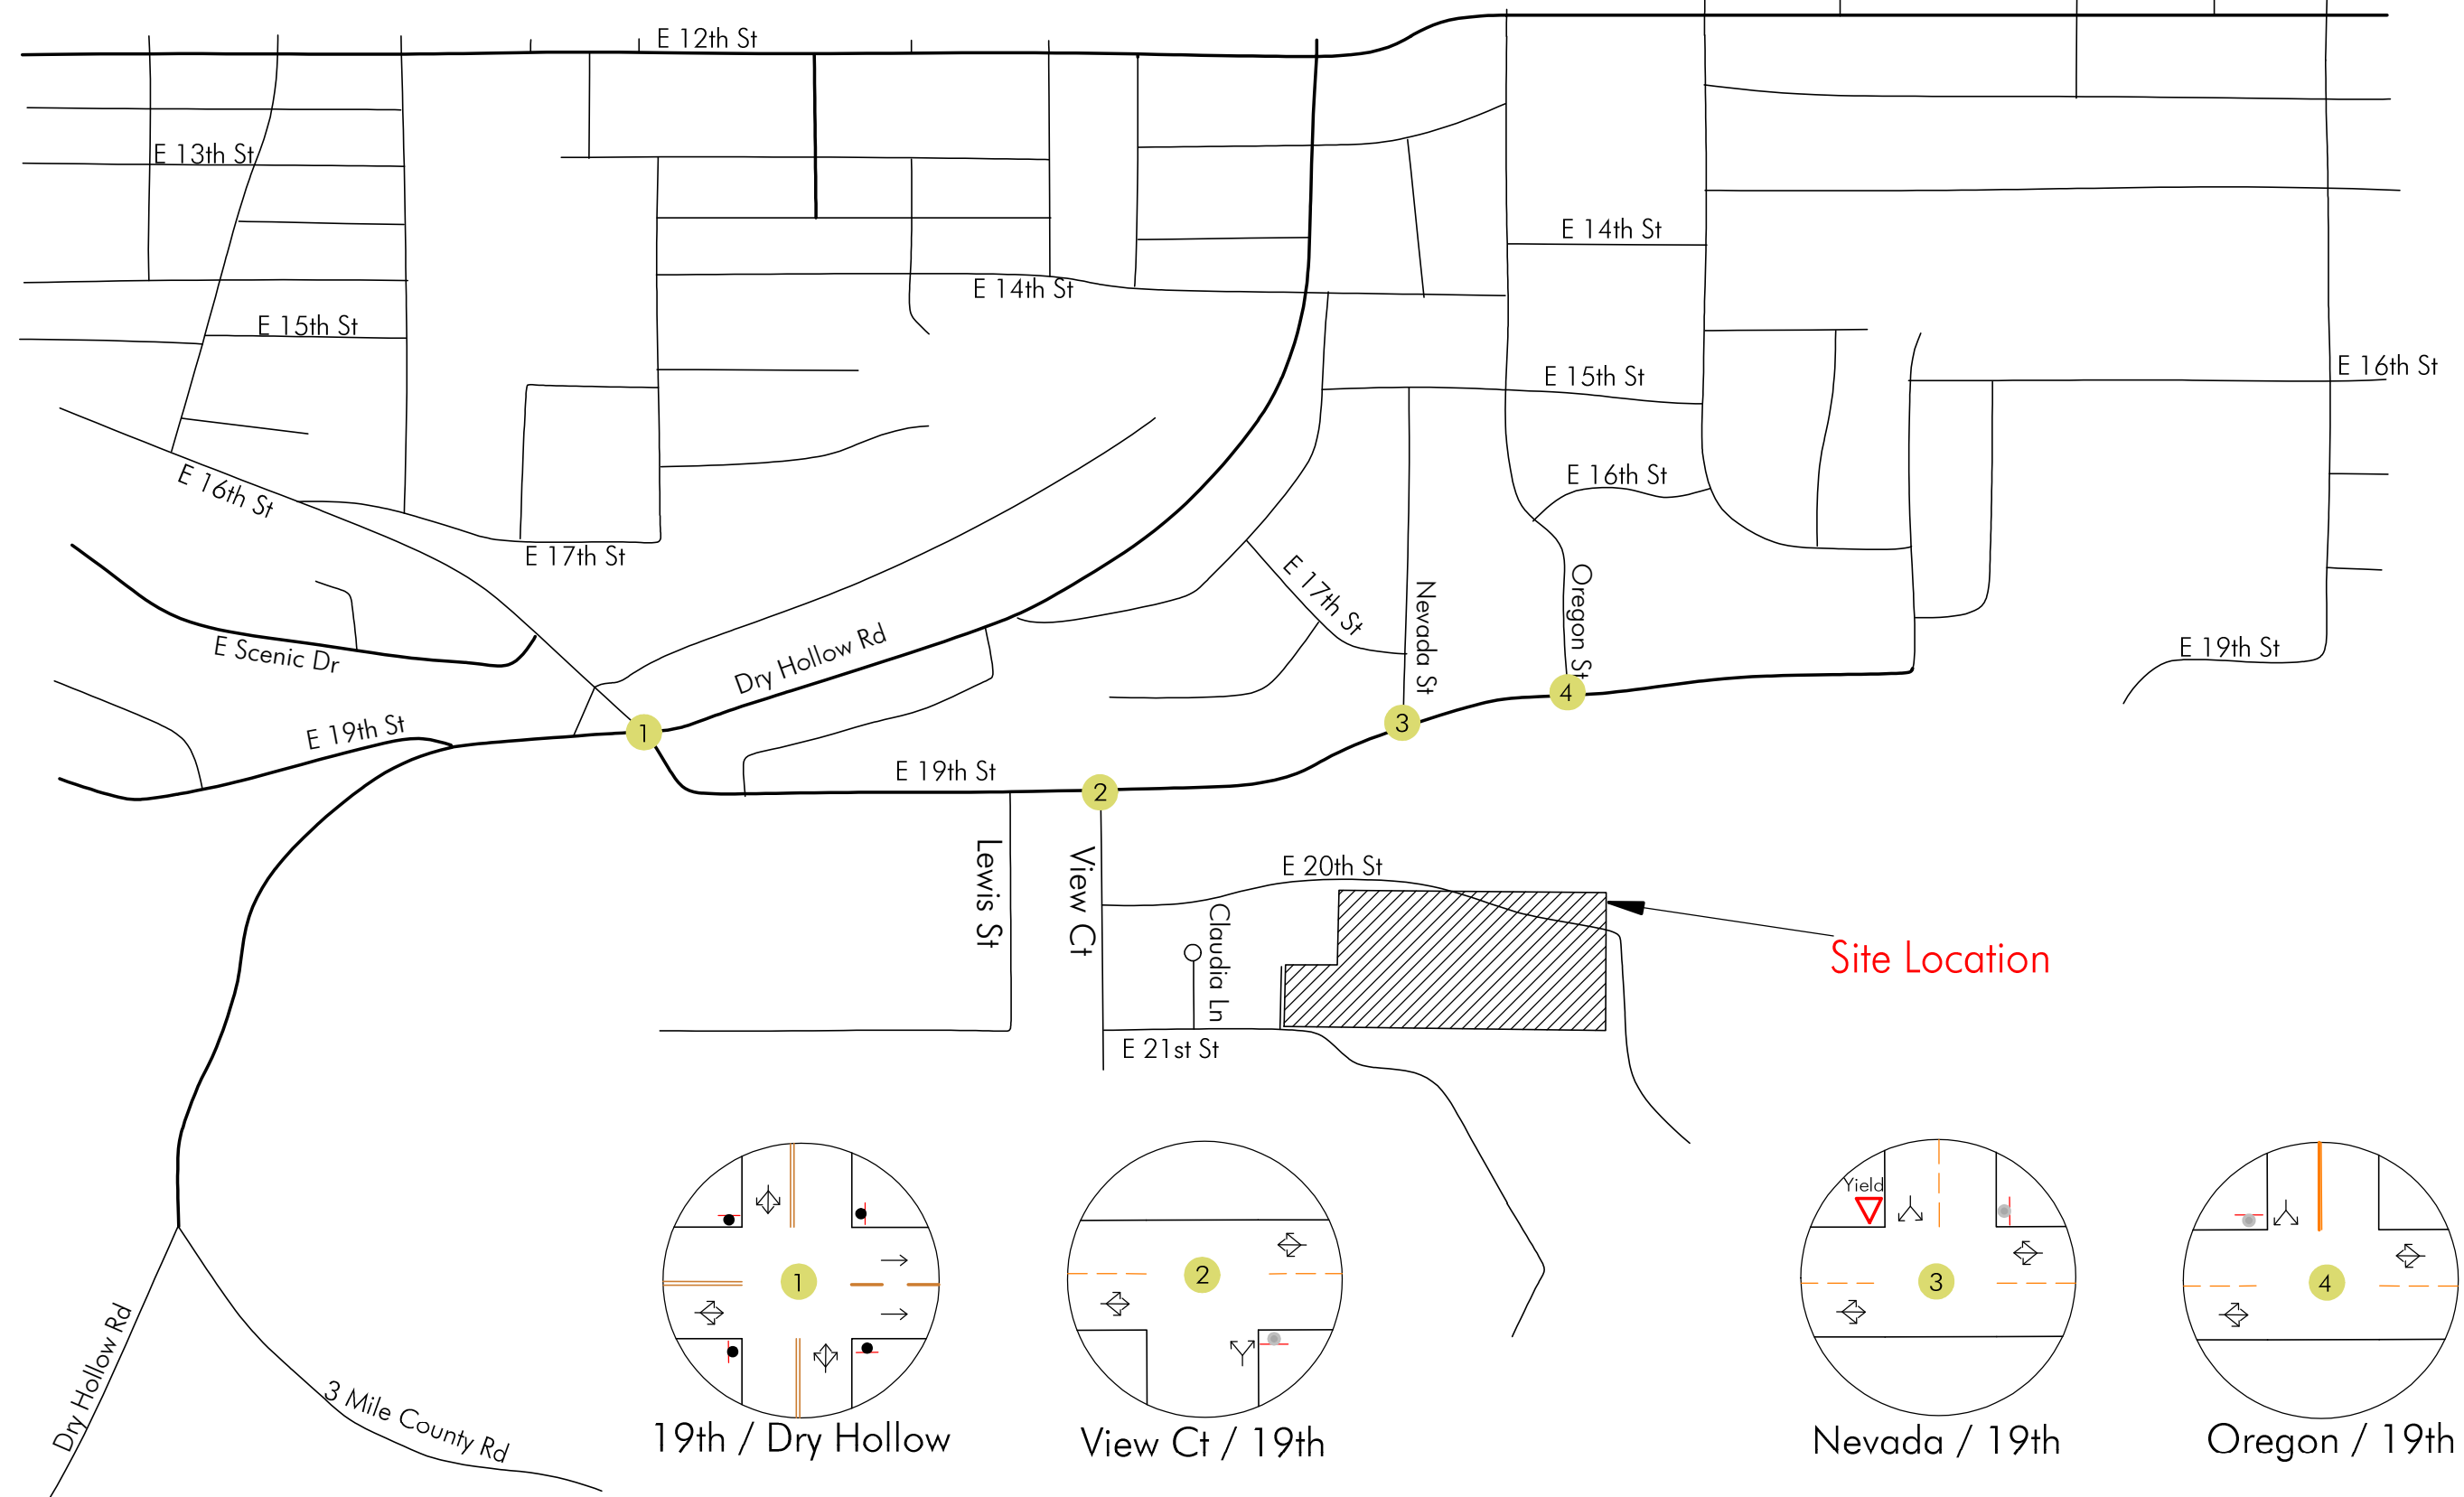 E 12th St
E 13th St
E 14th St
E 14th St
E 15th St
E 16th St
E 15th St
E 16th St
E 16th St
E 17th St
E 17th St
Nevada St
Oregon St
E Scenic Dr
Dry Hollow Rd
E 19th St
E 19th St
4
3
1
E 19th St
2
Lewis St
View Ct
E 20th St
Claudia Ln
Site Location
E 21st St
Yield
1
2
3
4
Dry Hollow Rd
3 Mile County Rd
19th / Dry Hollow
View Ct / 19th
Nevada / 19th
Oregon / 19th